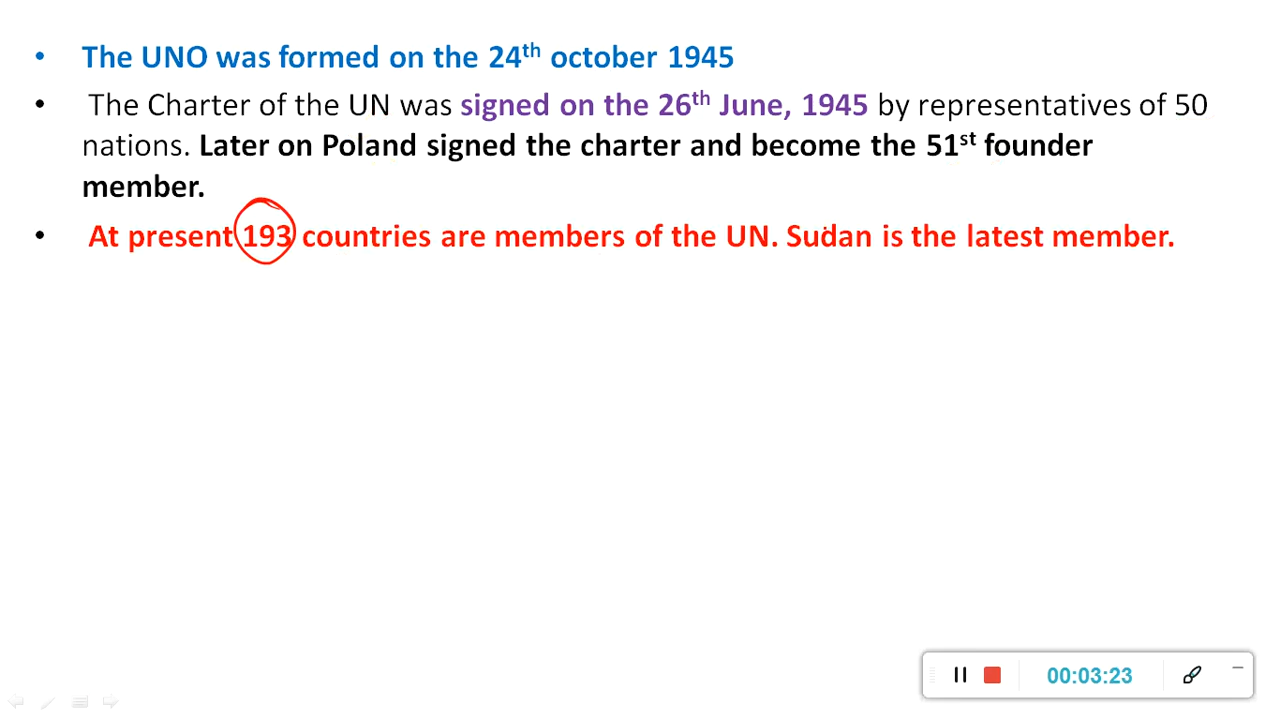 • The UNO was formed on the 24th october 1945
• The Charter of the UN was signed on the 26th June, 1945 by representatives of 50
nations. Later on Poland signed the charter and become the 51st founder
member.
• At present 193 countries are members of the UN. Sudan is the latest member.
00:03:23